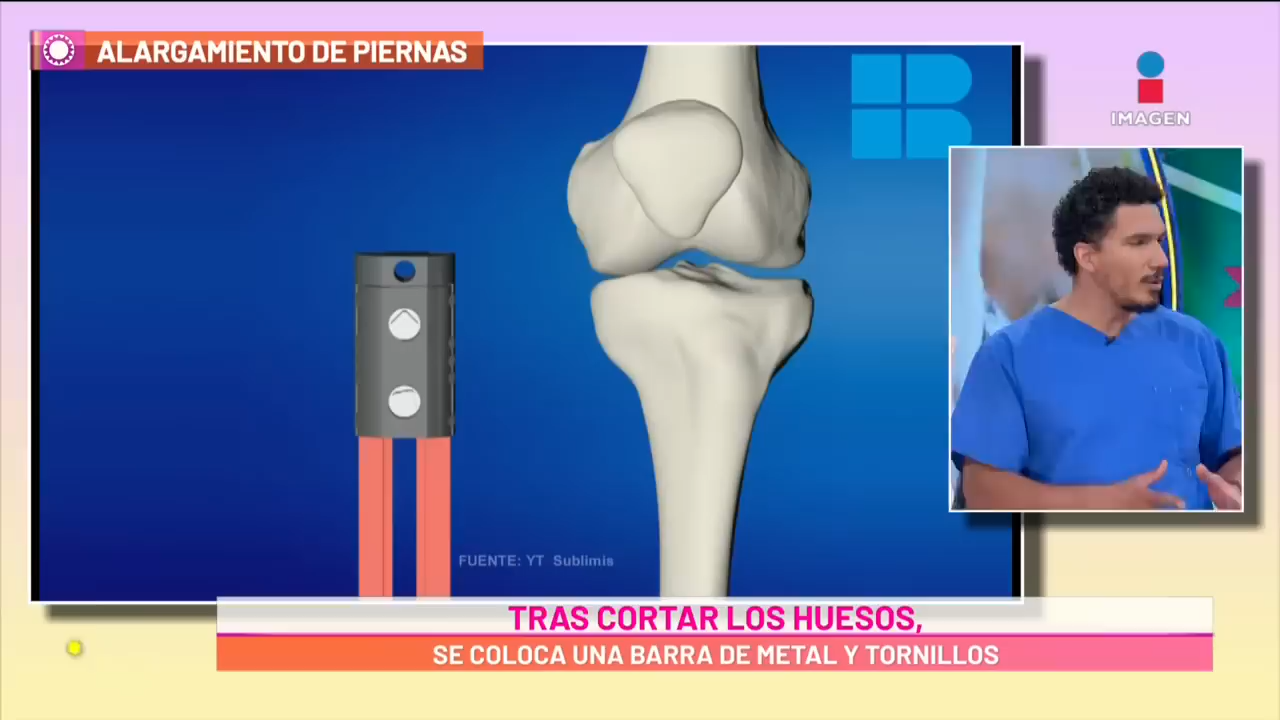 ALARGAMIENTO DE PIERNAS
IMAGEN
FUENTE: YT Sublimis
TRAS CORTAR LOS HUESOS,
SE COLOCA UNA BARRA DE METAL Y TORNILLOS